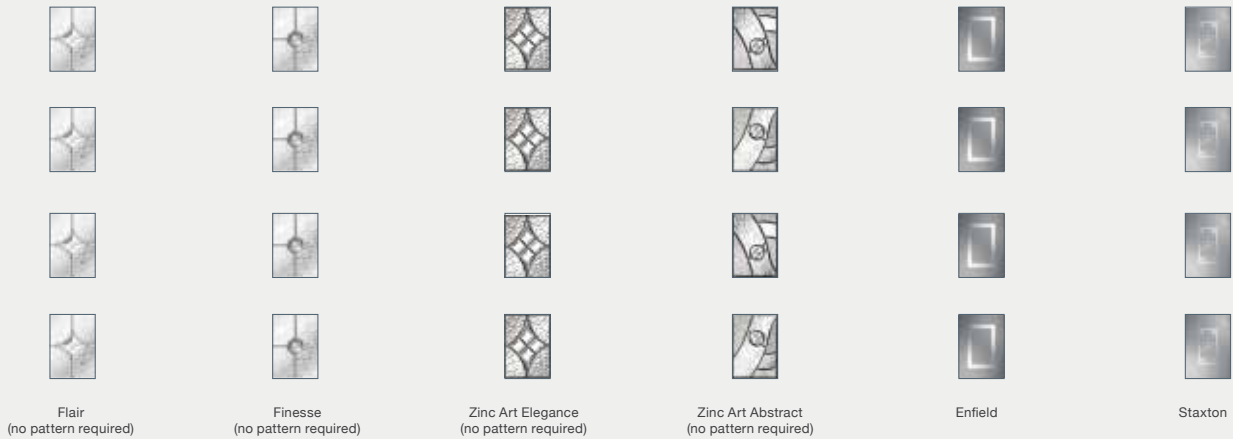 Flair
(no pattern required)
Finesse
(no pattern required)
Zinc Art Elegance
(no pattern required)
Zinc Art Abstract
(no pattern required)
Enfield
Staxton